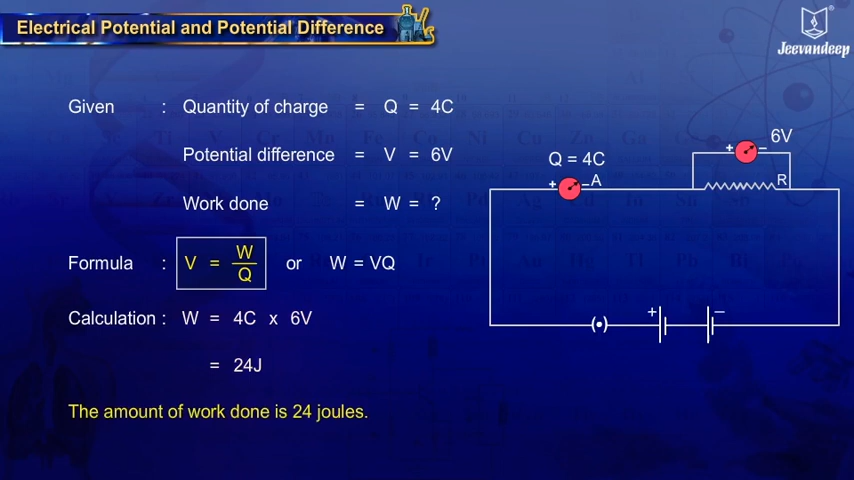 Electrical Potential and Potential Difference
Jeevandeep
Given : Quantity of charge = Q = 4C
Potential difference = V = 6V
Work done = W = ?
Formula : V = W/Q or W = VQ
Calculation : W = 4C x 6V
= 24J
The amount of work done is 24 joules.
6V
+ −
Q = 4C
+ − A
R
+ −